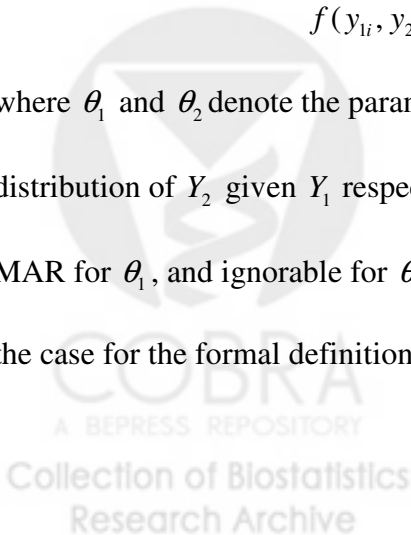 f(y₁ᵢ, y₂
where θ₁ and θ₂ denote the param
distribution of Y₂ given Y₁ respec
MAR for θ₁, and ignorable for θ
the case for the formal definition
COBRA
A BEPRESS REPOSITORY
Collection of Biostatistics
Research Archive